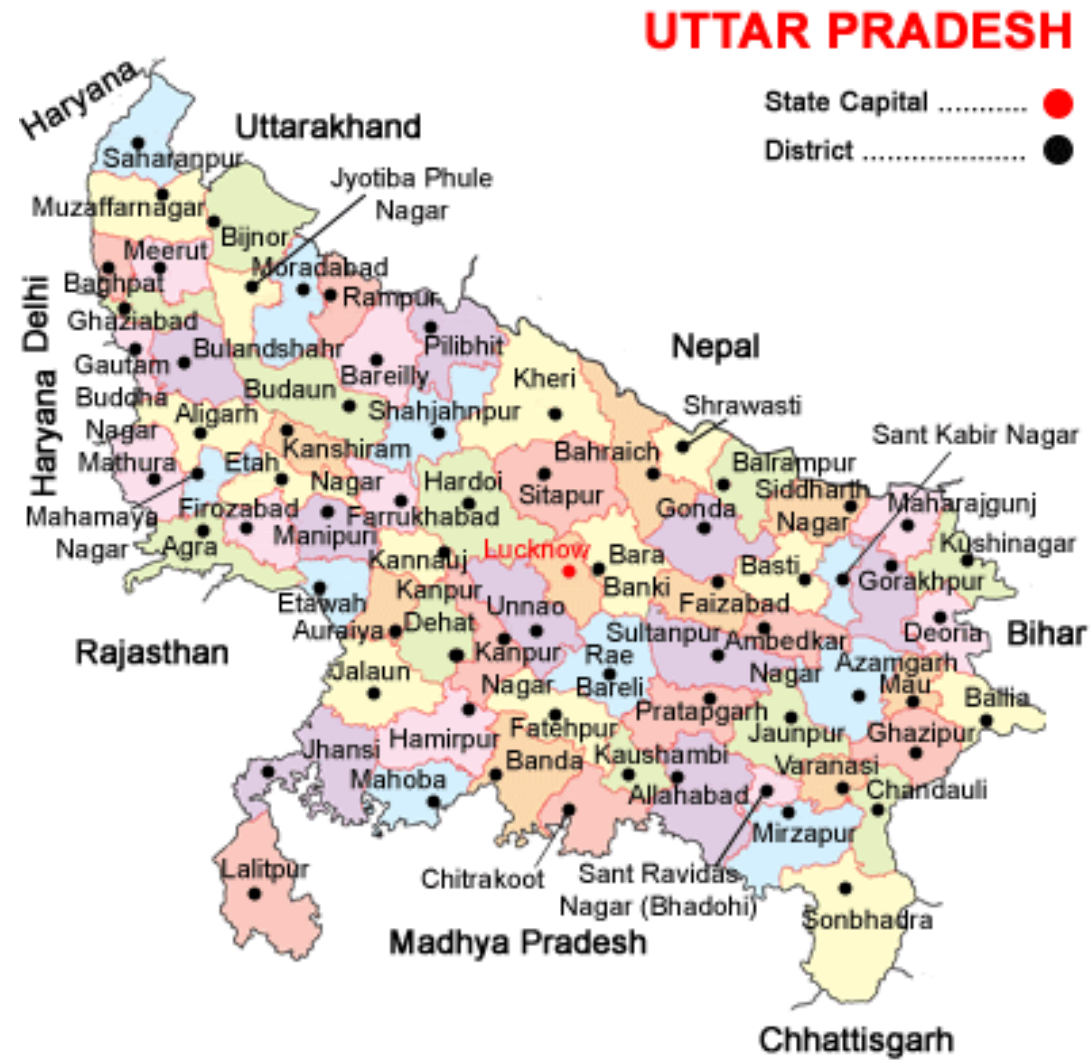 UTTAR PRADESH
State Capital ...........
District ....................
Haryana
Uttarakhand
Saharanpur
Jyotiba Phule
Nagar
Muzaffarnagar
Bijnor
Meerut
Moradabad
Baghpat
Rampur
Haryana Delhi
Ghaziabad
Bulandshahr
Pilibhit
Nepal
Gautam
Buddha
Nagar
Bareilly
Kheri
Budaun
Shahjahnpur
Aligarh
Shrawasti
Kanshiram
Nagar
Bahraich
Sant Kabir Nagar
Mathura
Etah
Hardoi
Sitapur
Balrampur
Siddharth
Nagar
Maharajgunj
Mahamaya
Nagar
Firozabad
Farrukhabad
Gonda
Agra
Manipuri
Kannauj
Lucknow
Bara
Banki
Basti
Kushinagar
Gorakhpur
Etawah
Kanpur
Dehat
Unnao
Faizabad
Auraiya
Sultanpur
Ambedkar
Nagar
Deoria
Bihar
Rajasthan
Jalaun
Kanpur
Nagar
Rae
Bareli
Azamgarh
Mau
Ballia
Fatehpur
Pratapgarh
Jaunpur
Ghazipur
Jhansi
Hamirpur
Banda
Kaushambi
Varanasi
Mahoba
Allahabad
Chandauli
Mirzapur
Lalitpur
Chitrakoot
Sant Ravidas
Nagar (Bhadohi)
Sonbhadra
Madhya Pradesh
Chhattisgarh